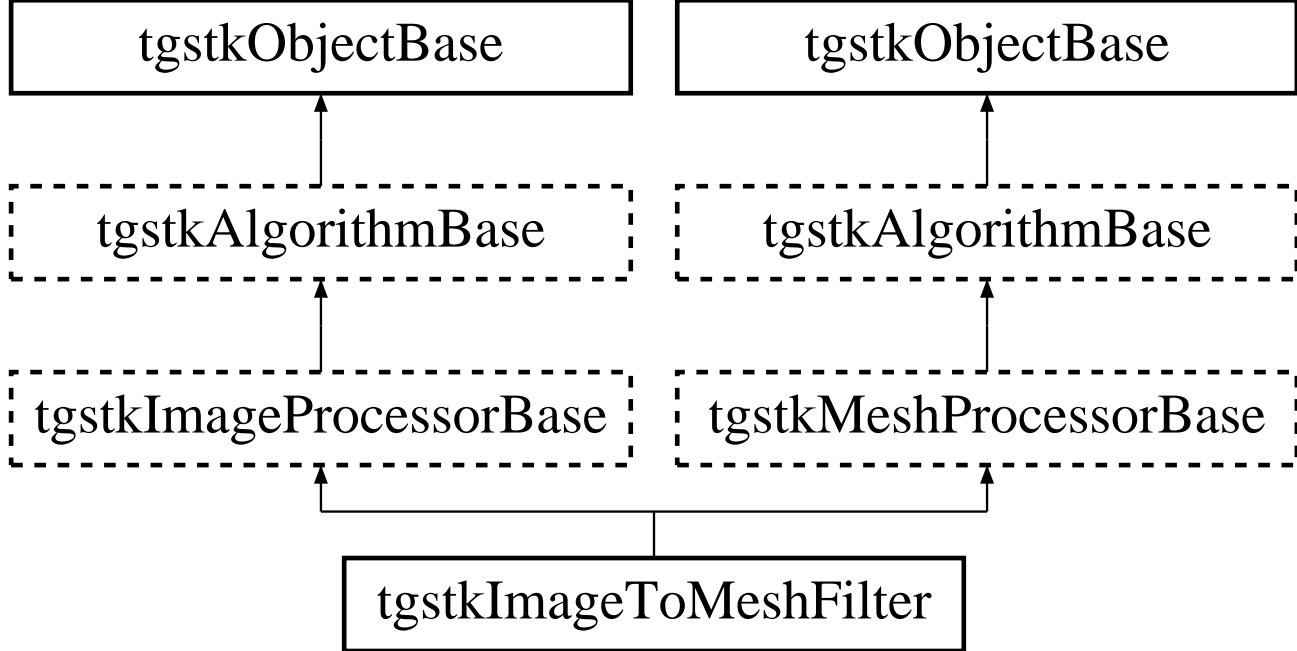 tgstkObjectBase
tgstkObjectBase
tgstkAlgorithmBase
tgstkAlgorithmBase
tgstkImageProcessorBase
tgstkMeshProcessorBase
tgstkImageToMeshFilter